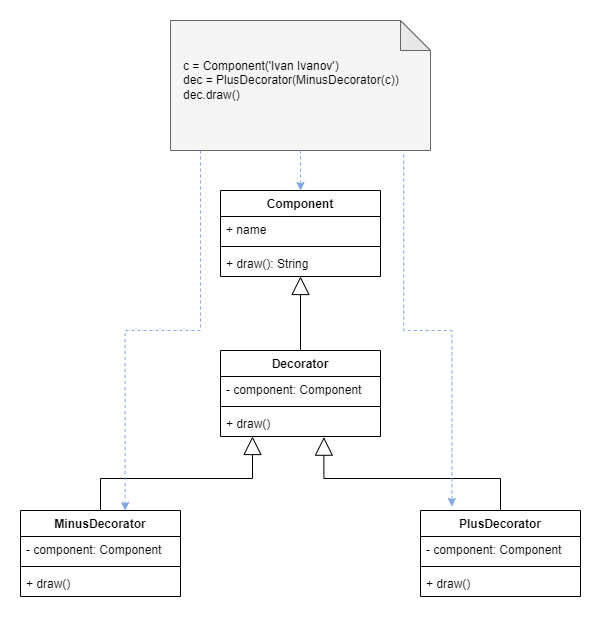 c = Component('Ivan Ivanov')
dec = PlusDecorator(MinusDecorator(c))
dec.draw()
Component
+ name
+ draw(): String
Decorator
- component: Component
+ draw()
MinusDecorator
- component: Component
+ draw()
PlusDecorator
- component: Component
+ draw()